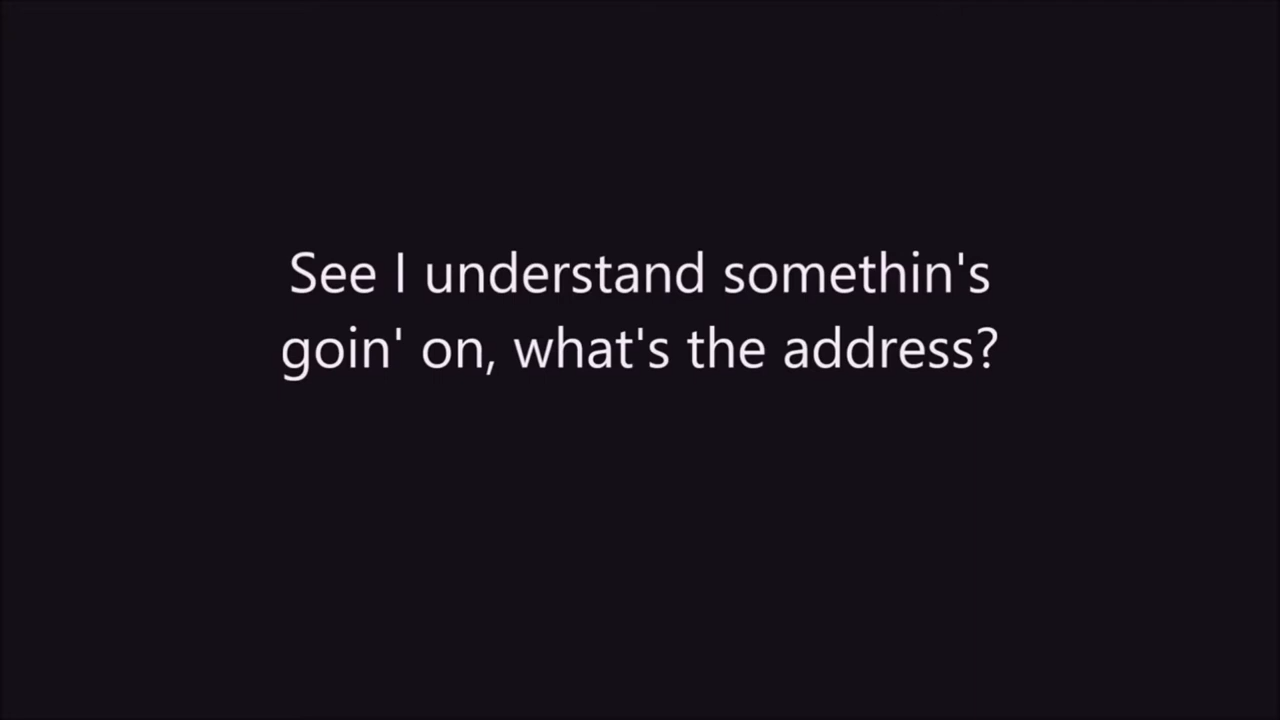 See I understand somethin's
goin' on, what's the address?